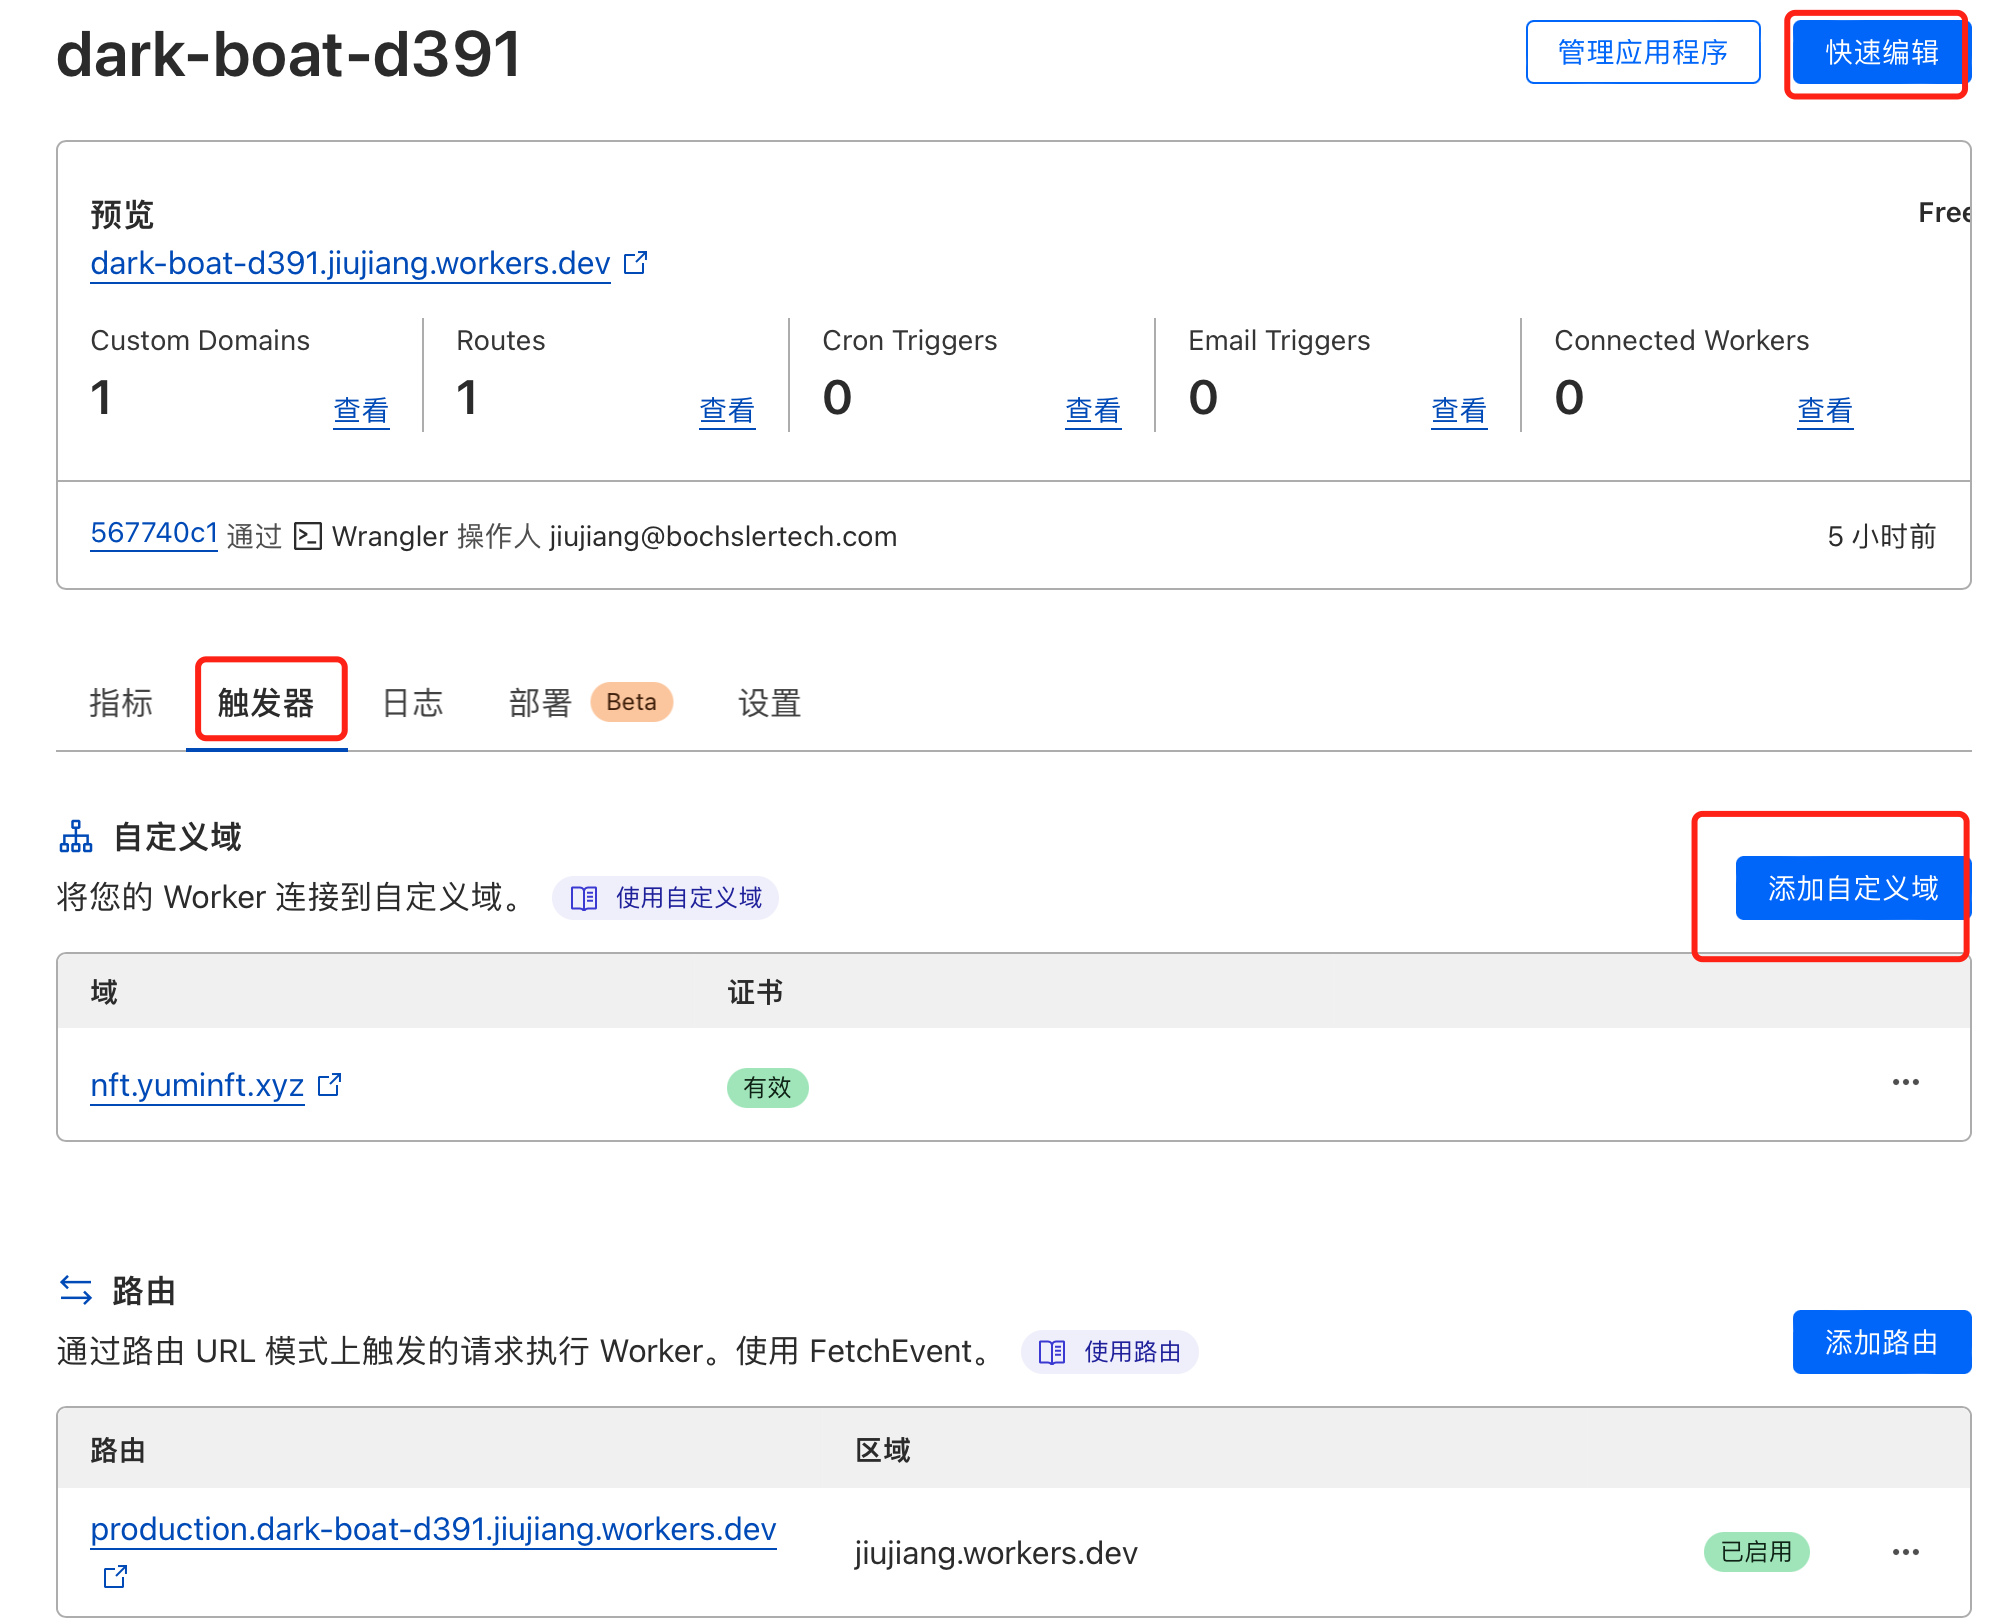 dark-boat-d391
管理应用程序
快速编辑
预览
Free
dark-boat-d391.jiujiang.workers.dev
Custom Domains
1
查看
Routes
1
查看
Cron Triggers
0
查看
Email Triggers
0
查看
Connected Workers
0
查看
567740c1 通过 Wrangler 操作人 jiujiang@bochslertech.com
5 小时前
指标
触发器
日志
部署 Beta
设置
自定义域
将您的 Worker 连接到自定义域。 使用自定义域
添加自定义域
域 证书
nft.yuminft.xyz 有效
路由
通过路由 URL 模式上触发的请求执行 Worker。使用 FetchEvent。 使用路由
添加路由
路由 区域
production.dark-boat-d391.jiujiang.workers.dev
jiujiang.workers.dev
已启用